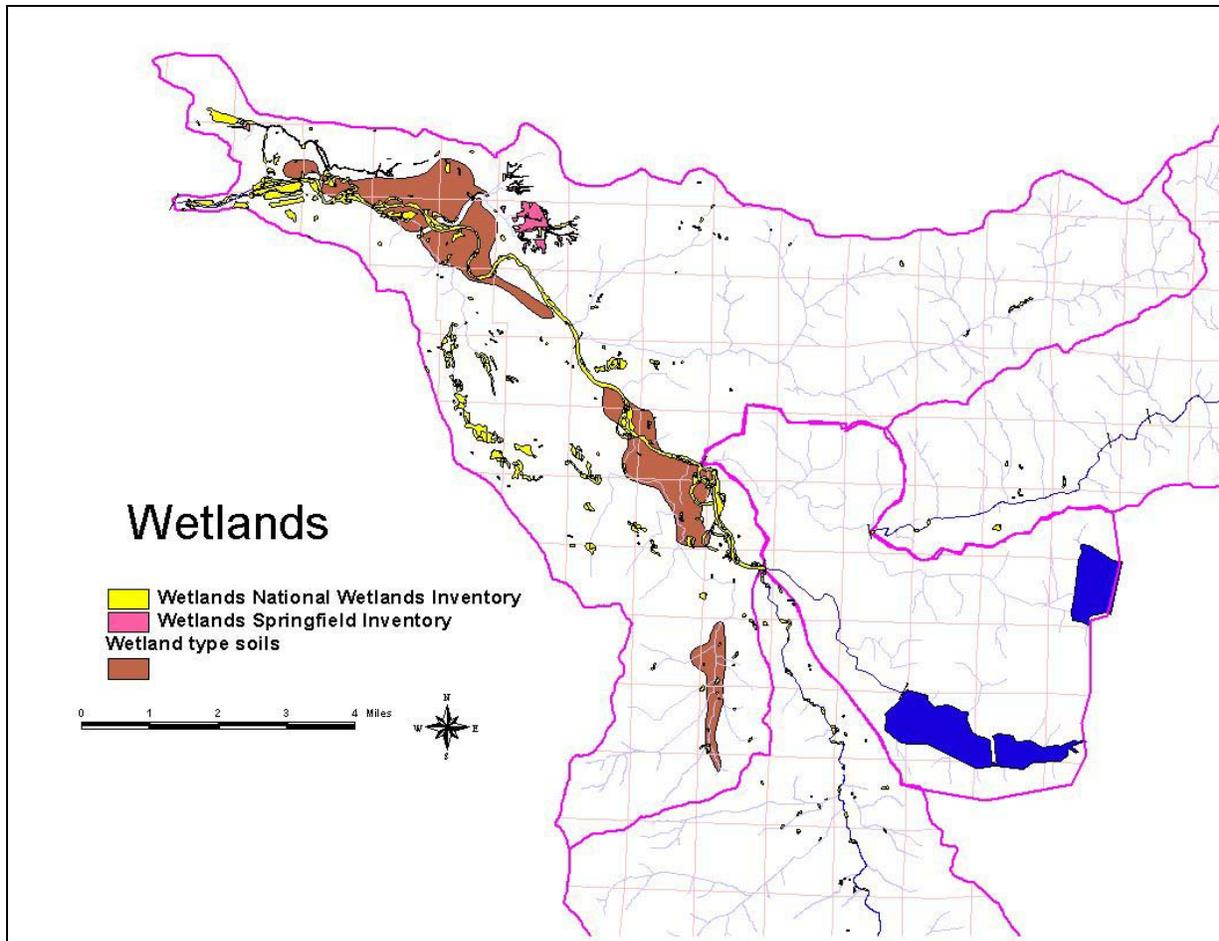 Wetlands
Wetlands National Wetlands Inventory
Wetlands Springfield Inventory
Wetland type soils
0 1 2 3 4 Miles
N
W E
S